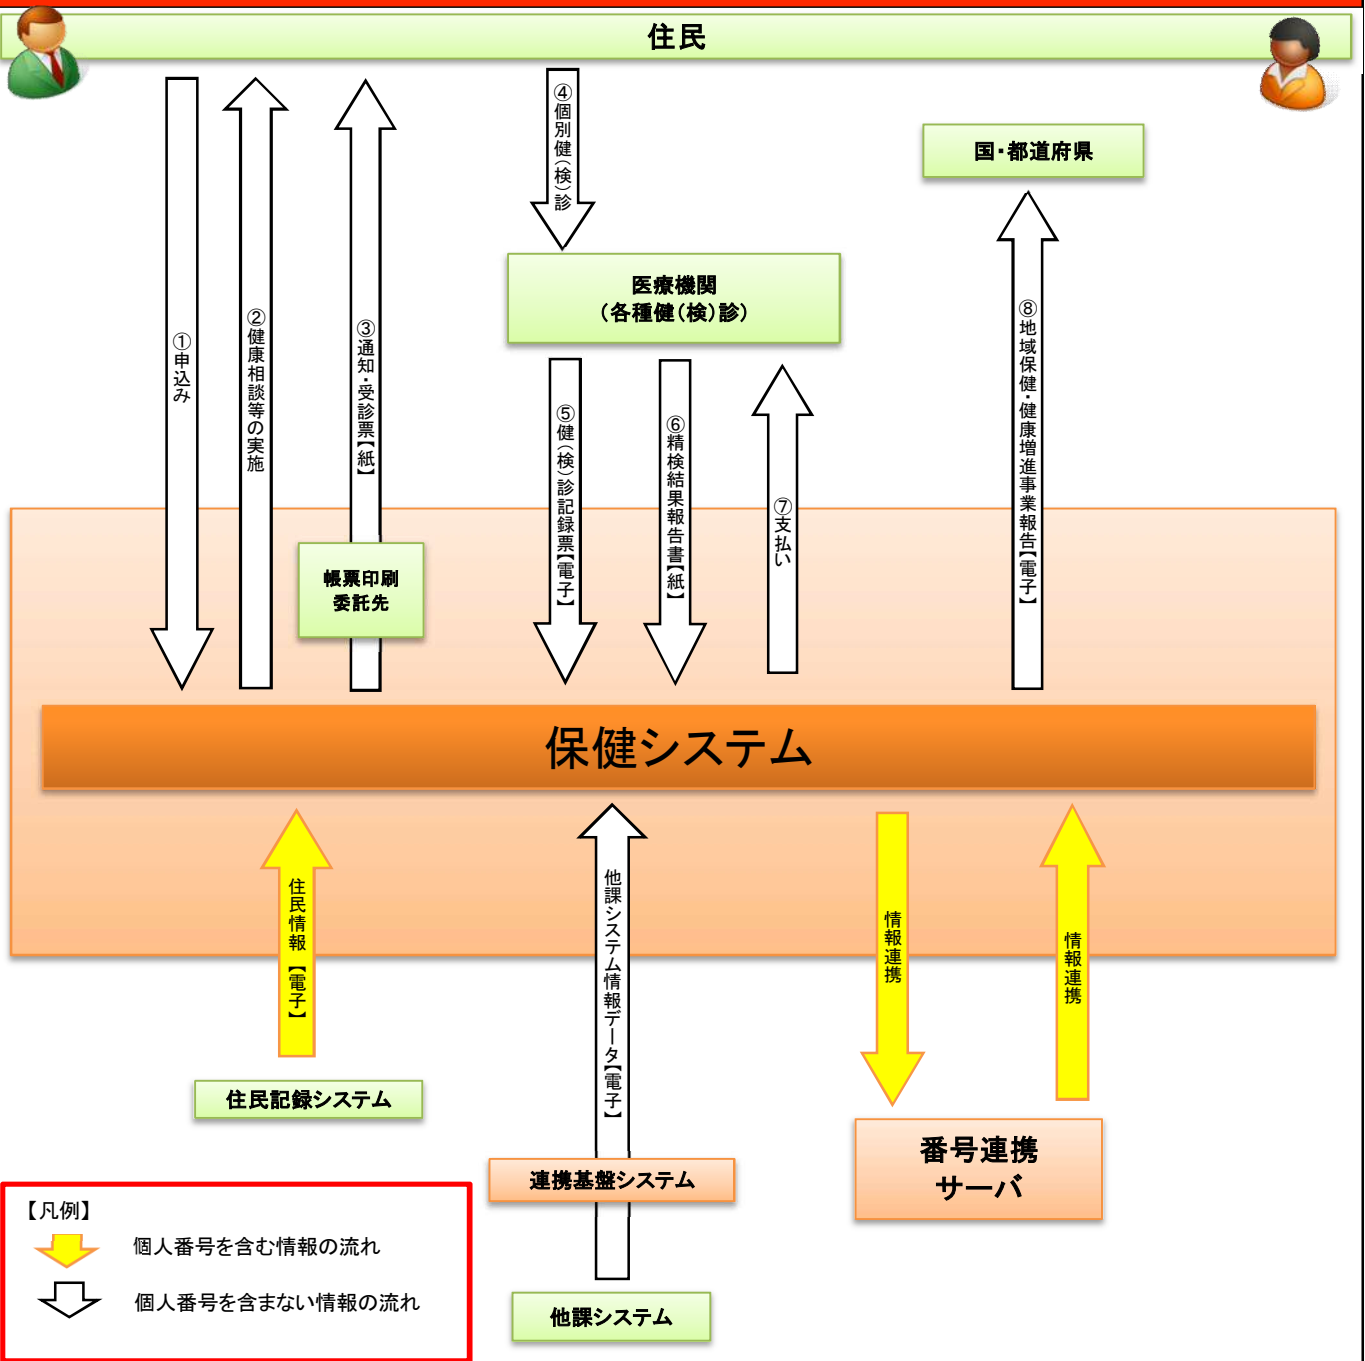 住民
④個別健(検)診
国・都道府県
医療機関
(各種健(検)診)
①申込み
②健康相談等の実施
③通知・受診票【紙】
⑤健(検)診記録票【電子】
⑥精検結果報告書【紙】
⑦支払い
⑧地域保健・健康増進事業報告【電子】
帳票印刷
委託先
保健システム
住民情報【電子】
他課システム情報データ【電子】
情報連携
情報連携
住民記録システム
番号連携
サーバ
連携基盤システム
他課システム
【凡例】
個人番号を含む情報の流れ
個人番号を含まない情報の流れ